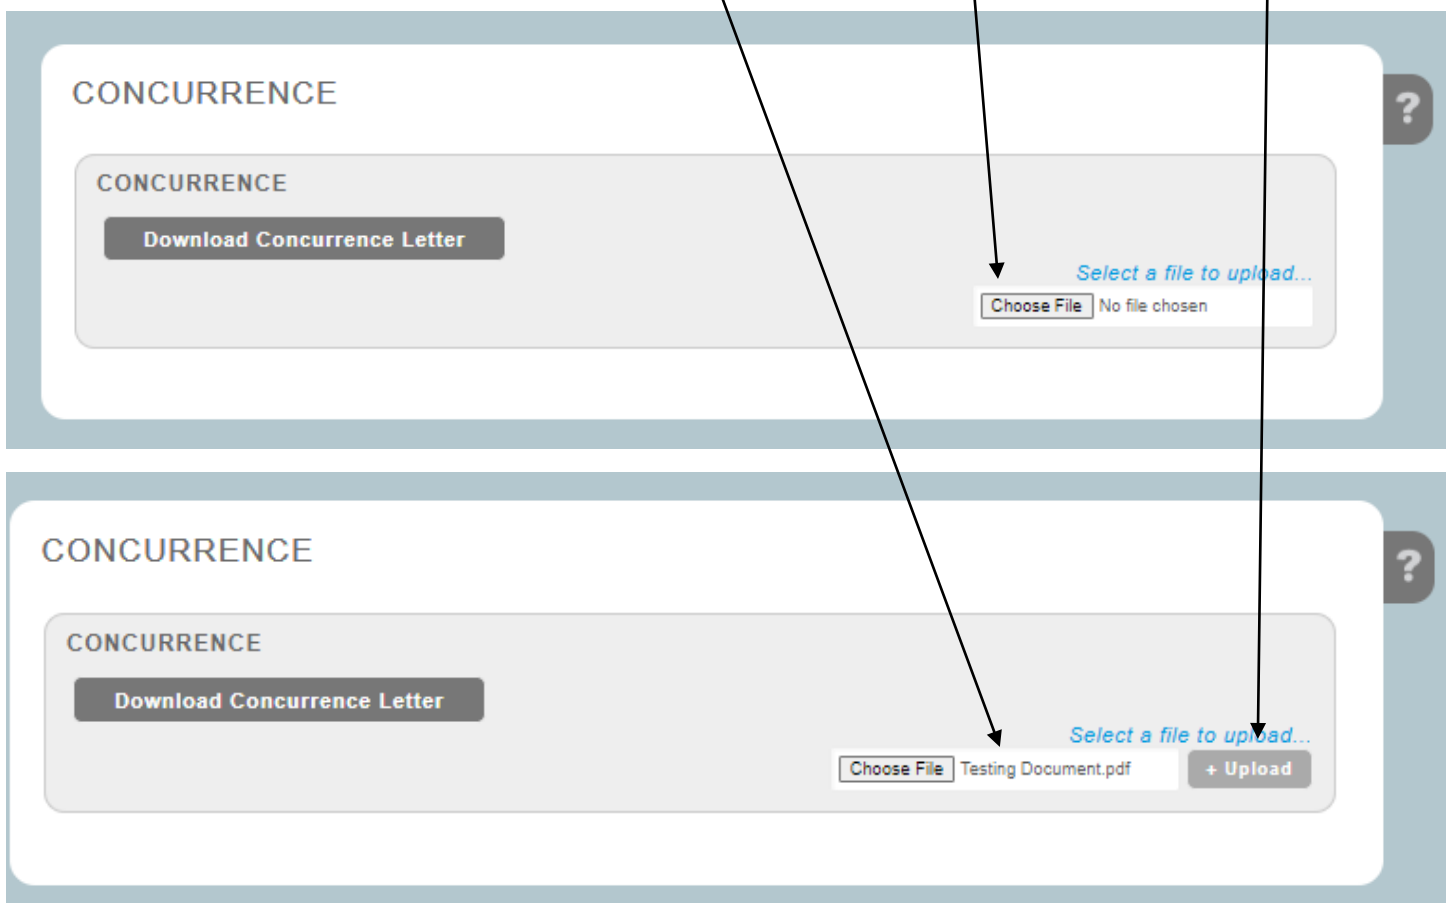 CONCURRENCE
?
CONCURRENCE
Download Concurrence Letter
Select a file to upload...
Choose File No file chosen
CONCURRENCE
?
CONCURRENCE
Download Concurrence Letter
Select a file to upload...
Choose File Testing Document.pdf + Upload